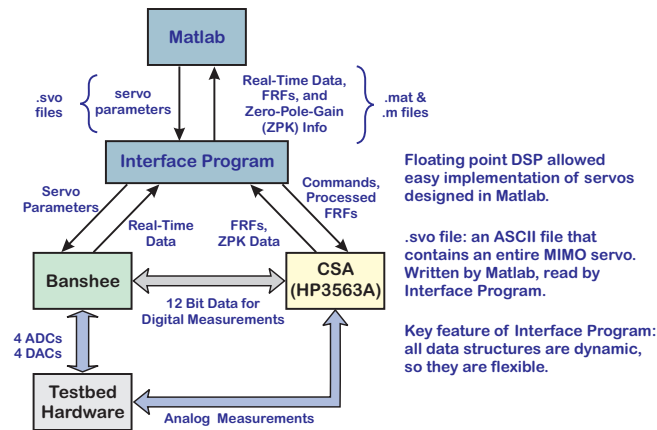 Matlab
.svo
files
servo
parameters
Real-Time Data,
FRFs, and
Zero-Pole-Gain
(ZPK) Info
.mat &
.m files
Interface Program
Servo
Parameters
Real-Time
Data
FRFs,
ZPK Data
Commands,
Processed
FRFs
Banshee
12 Bit Data for
Digital Measurements
CSA
(HP3563A)
4 ADCs
4 DACs
Testbed
Hardware
Analog Measurements
Floating point DSP allowed
easy implementation of servos
designed in Matlab.
.svo file: an ASCII file that
contains an entire MIMO servo.
Written by Matlab, read by
Interface Program.
Key feature of Interface Program:
all data structures are dynamic,
so they are flexible.